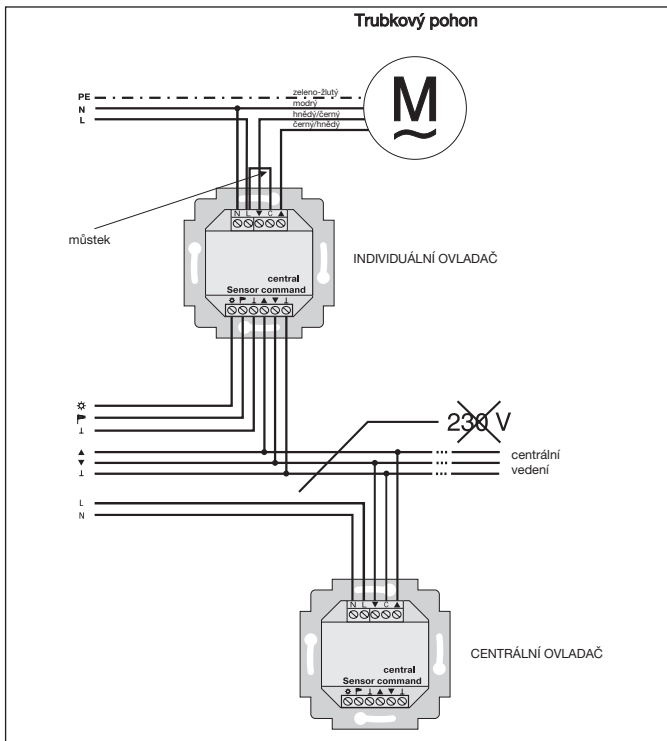 Trubkový pohon
PE
N
L
zeleno-žlutý
modrý
hnědý/černý
černý/hnědý
M
můstek
N L ▼ C ▲
INDIVIDUÁLNÍ OVLADAČ
central
Sensor command
⊥ ▲ ▼ ⊥
⊥
230 V
▲
▼
⊥
centrální
vedení
L
N
N L ▼ C ▲
CENTRÁLNÍ OVLADAČ
central
Sensor command
⊥ ▲ ▼ ⊥